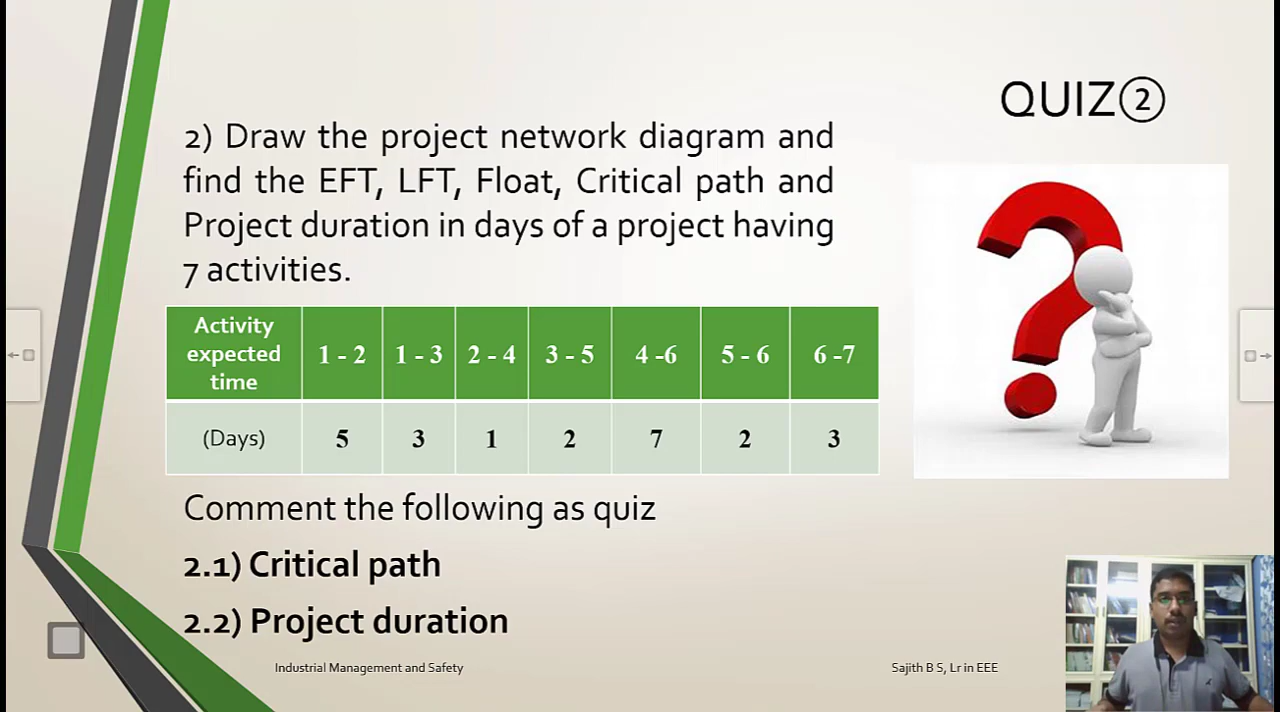 QUIZ②
2) Draw the project network diagram and
find the EFT, LFT, Float, Critical path and
Project duration in days of a project having
7 activities.
Activity expected time 1 - 2 1 - 3 2 - 4 3 - 5 4 -6 5 - 6 6 -7
(Days) 5 3 1 2 7 2 3
Comment the following as quiz
2.1) Critical path
2.2) Project duration
Industrial Management and Safety Sajith B S, Lr in EEE